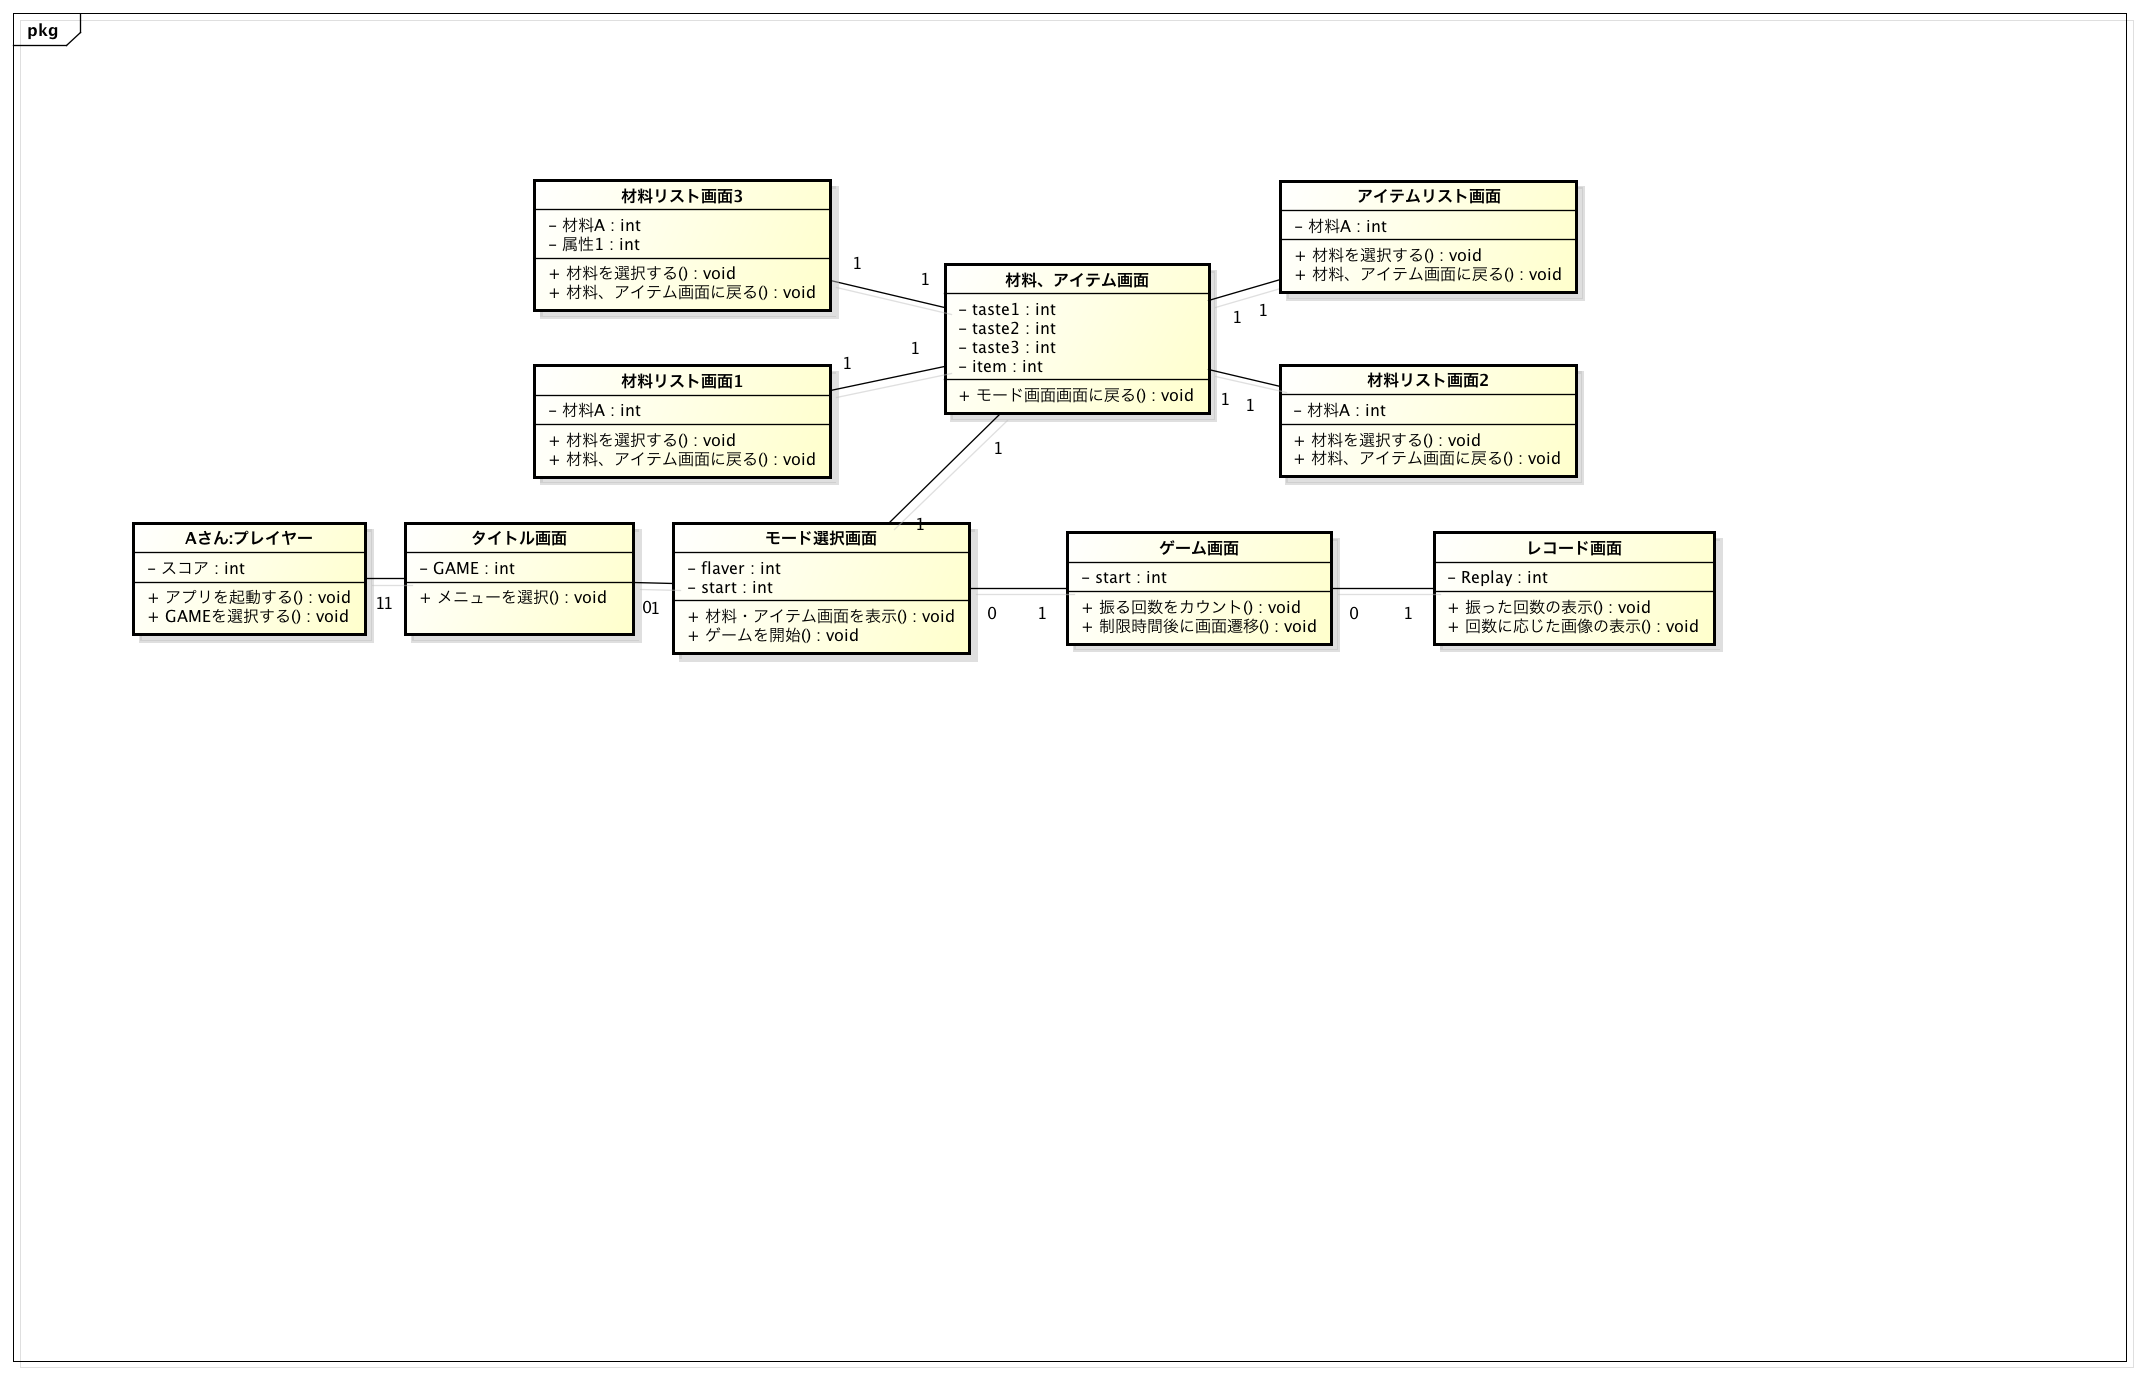 pkg
材料リスト画面3
– 材料A : int
– 属性1 : int
+ 材料を選択する() : void
+ 材料、アイテム画面に戻る() : void
アイテムリスト画面
– 材料A : int
+ 材料を選択する() : void
+ 材料、アイテム画面に戻る() : void
1
1
材料、アイテム画面
– taste1 : int
– taste2 : int
– taste3 : int
– item : int
+ モード画面画面に戻る() : void
1
1
1
1
材料リスト画面1
– 材料A : int
+ 材料を選択する() : void
+ 材料、アイテム画面に戻る() : void
1
1
材料リスト画面2
– 材料A : int
+ 材料を選択する() : void
+ 材料、アイテム画面に戻る() : void
1
1
Aさん:プレイヤー
– スコア : int
+ アプリを起動する() : void
+ GAMEを選択する() : void
11
タイトル画面
– GAME : int
+ メニューを選択() : void
01
モード選択画面
– flaver : int
– start : int
+ 材料・アイテム画面を表示() : void
+ ゲームを開始() : void
0
1
ゲーム画面
– start : int
+ 振る回数をカウント() : void
+ 制限時間後に画面遷移() : void
0
1
レコード画面
– Replay : int
+ 振った回数の表示() : void
+ 回数に応じた画像の表示() : void